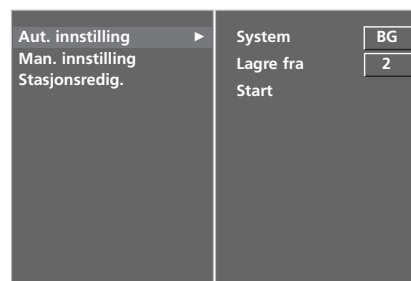 Aut. innstilling ►
Man. innstilling
Stasjonsredig.
System BG
Lagre fra 2
Start